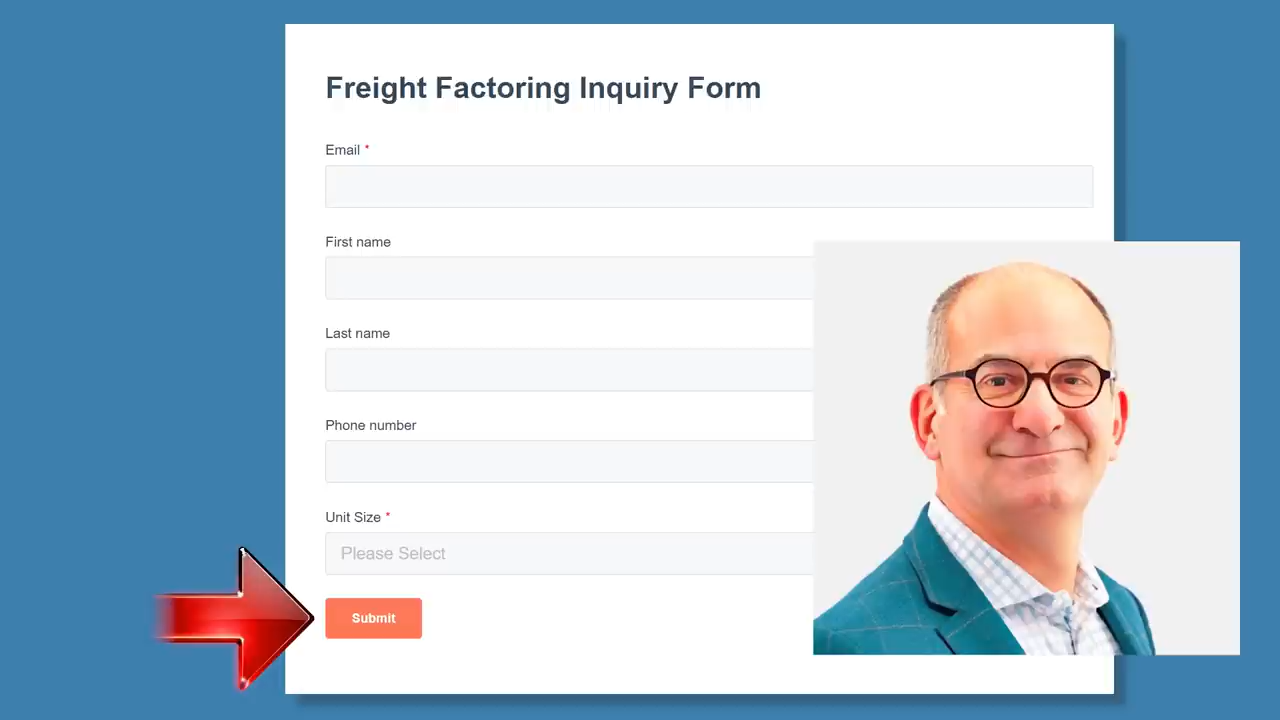 Freight Factoring Inquiry Form
Email *
First name
Last name
Phone number
Unit Size *
Please Select
Submit